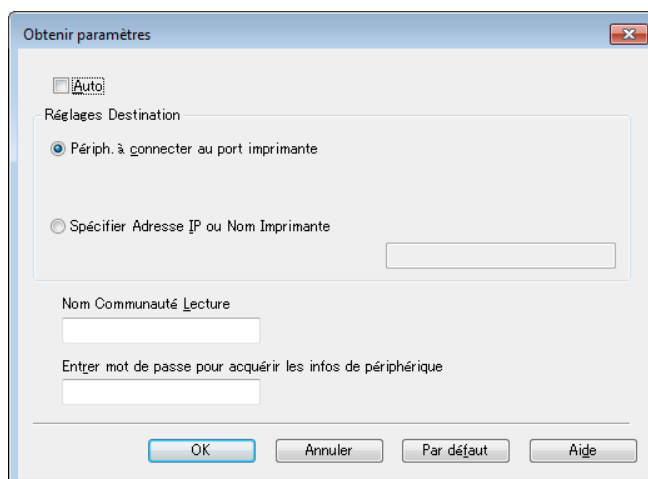 Obtenir paramètres
Auto
Réglages Destination
Périph. à connecter au port imprimante
Spécifier Adresse IP ou Nom Imprimante
Nom Communauté Lecture
Entrer mot de passe pour acquérir les infos de périphérique
OK Annuler Par défaut Aide